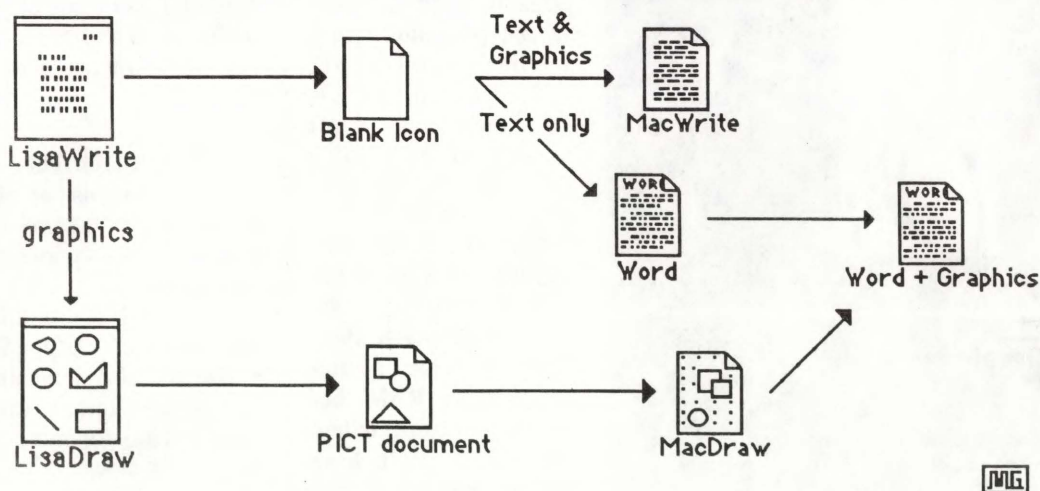 Text &
Graphics
Blank Icon
Text only
MacWrite
LisaWrite
graphics
WORD
Word
WORD
Word + Graphics
LisaDraw
PICT document
MacDraw
MG